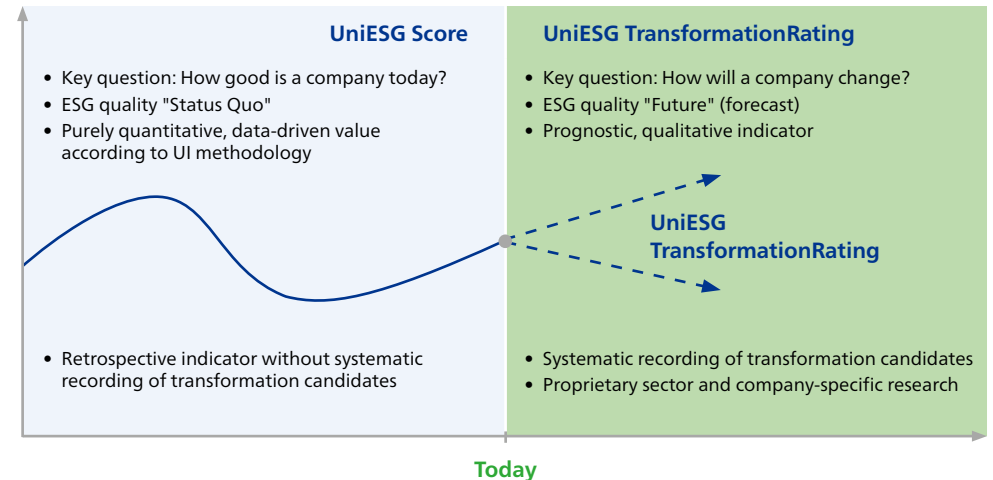 UniESG Score
• Key question: How good is a company today?
• ESG quality "Status Quo"
• Purely quantitative, data-driven value
according to UI methodology
• Retrospective indicator without systematic
recording of transformation candidates
UniESG TransformationRating
• Key question: How will a company change?
• ESG quality "Future" (forecast)
• Prognostic, qualitative indicator
UniESG
TransformationRating
• Systematic recording of transformation candidates
• Proprietary sector and company-specific research
Today